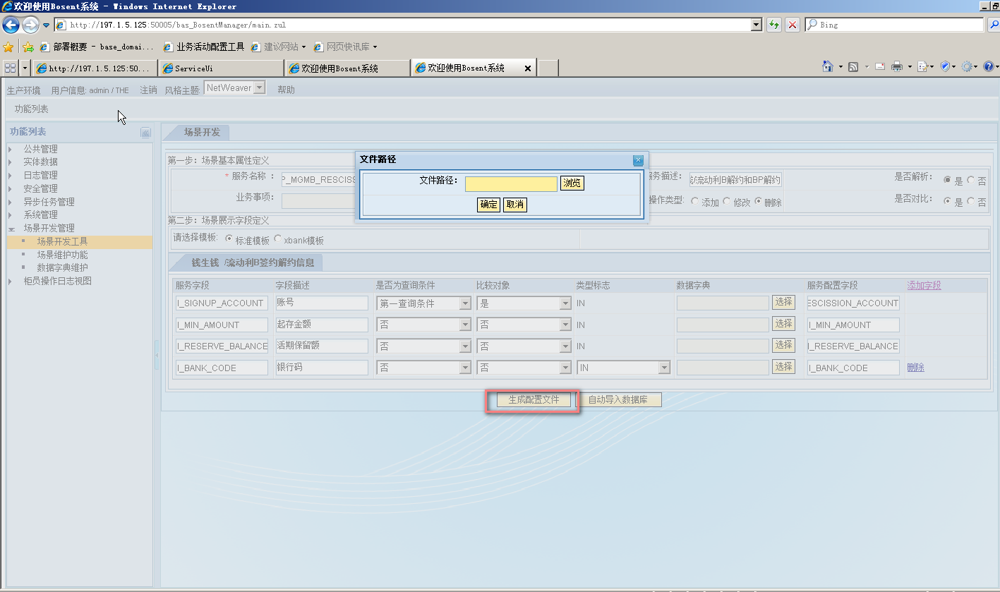 欢迎使用Bosent系统 - Windows Internet Explorer
http://197.1.5.125:50005/bas_BosentManager/main.zul
Bing
部署概要 - base_domai...
业务活动配置工具
建议网站
网页快讯库
http://197.1.5.125:50...
ServiceUi
欢迎使用Bosent系统
欢迎使用Bosent系统
生产环境 用户信息: admin / THE 注销 风格主题: NetWeaver 帮助
功能列表
功能列表
公共管理
实体数据
日志管理
安全管理
异步任务管理
系统管理
场景开发管理
场景开发工具
场景维护功能
数据字典维护
柜员操作日志视图
场景开发
第一步：场景基本属性定义
* 服务名称 : P_MGMB_RESCISS
务描述: 流动利B解约和BP解约
是否解析: 是 否
业务事项:
操作类型: 添加 修改 删除
是否对比: 是 否
文件路径
文件路径: 浏览
确定 取消
第二步：场景展示字段定义
请选择模板: 标准模板 xbank模板
钱生钱 /流动利B签约解约信息
服务字段 字段描述 是否为查询条件 比较对象 类型标志 数据字典 服务配置字段 添加字段
I_SIGNUP_ACCOUNT 账号 第一查询条件 是 IN 选择 ESCISSION_ACCOUNT
I_MIN_AMOUNT 起存金额 否 否 IN 选择 I_MIN_AMOUNT
I_RESERVE_BALANCE 活期保留额 否 否 IN 选择 I_RESERVE_BALANCE
I_BANK_CODE 银行码 否 否 IN 选择 I_BANK_CODE 删除
生成配置文件 自动导入数据库